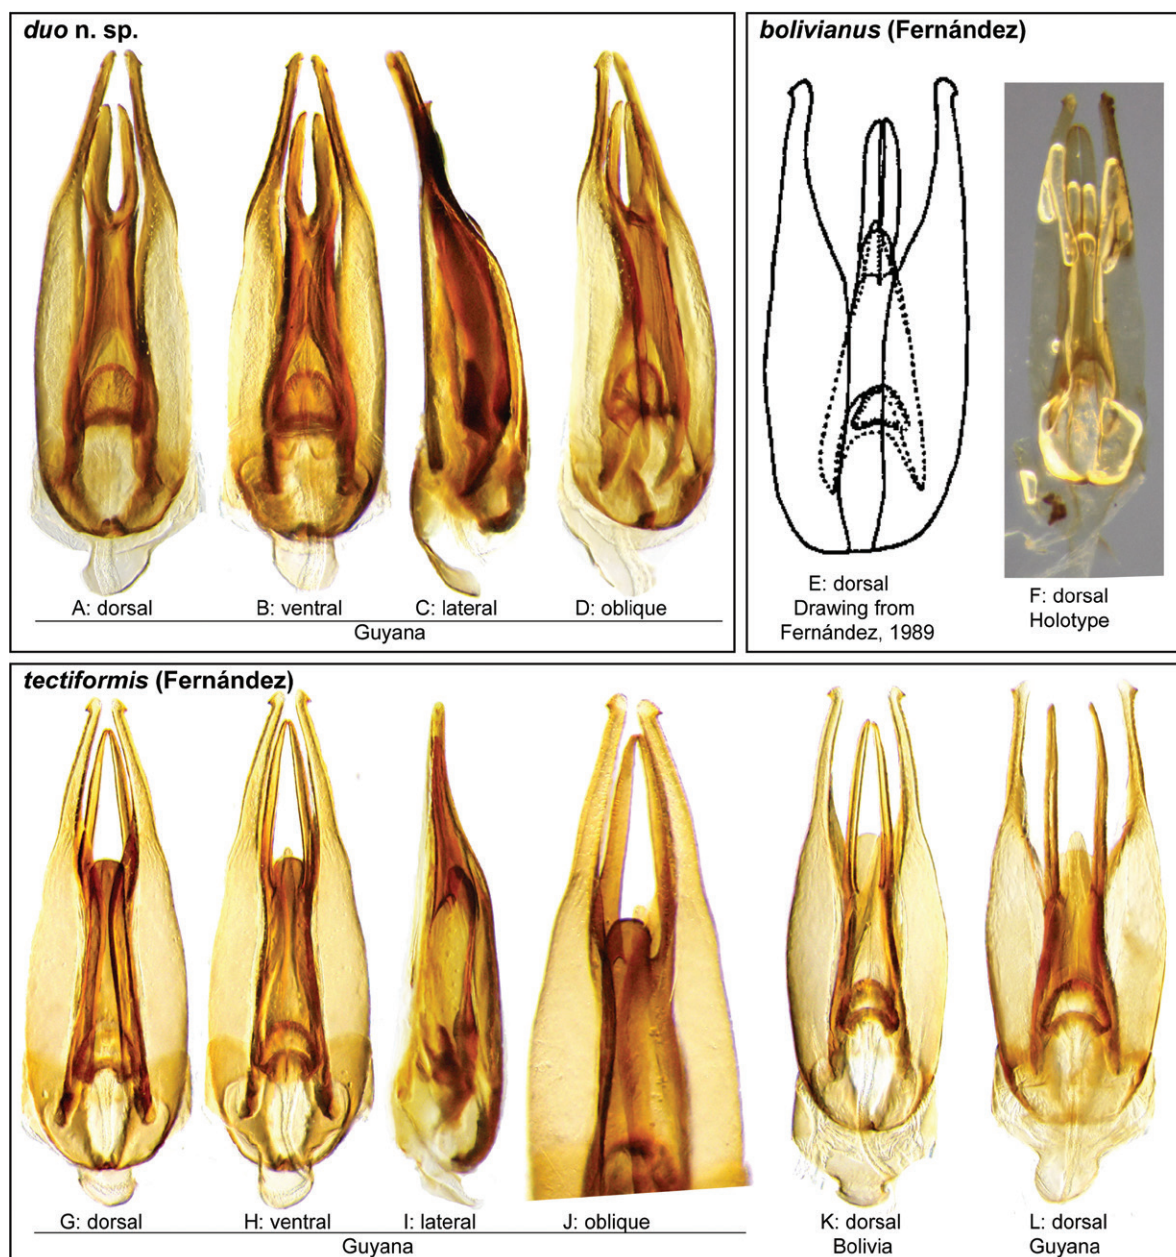 duo n. sp.
A: dorsal
B: ventral
C: lateral
D: oblique
Guyana
bolivianus (Fernández)
E: dorsal
Drawing from
Fernández, 1989
F: dorsal
Holotype
tectiformis (Fernández)
G: dorsal
H: ventral
I: lateral
J: oblique
Guyana
K: dorsal
Bolivia
L: dorsal
Guyana